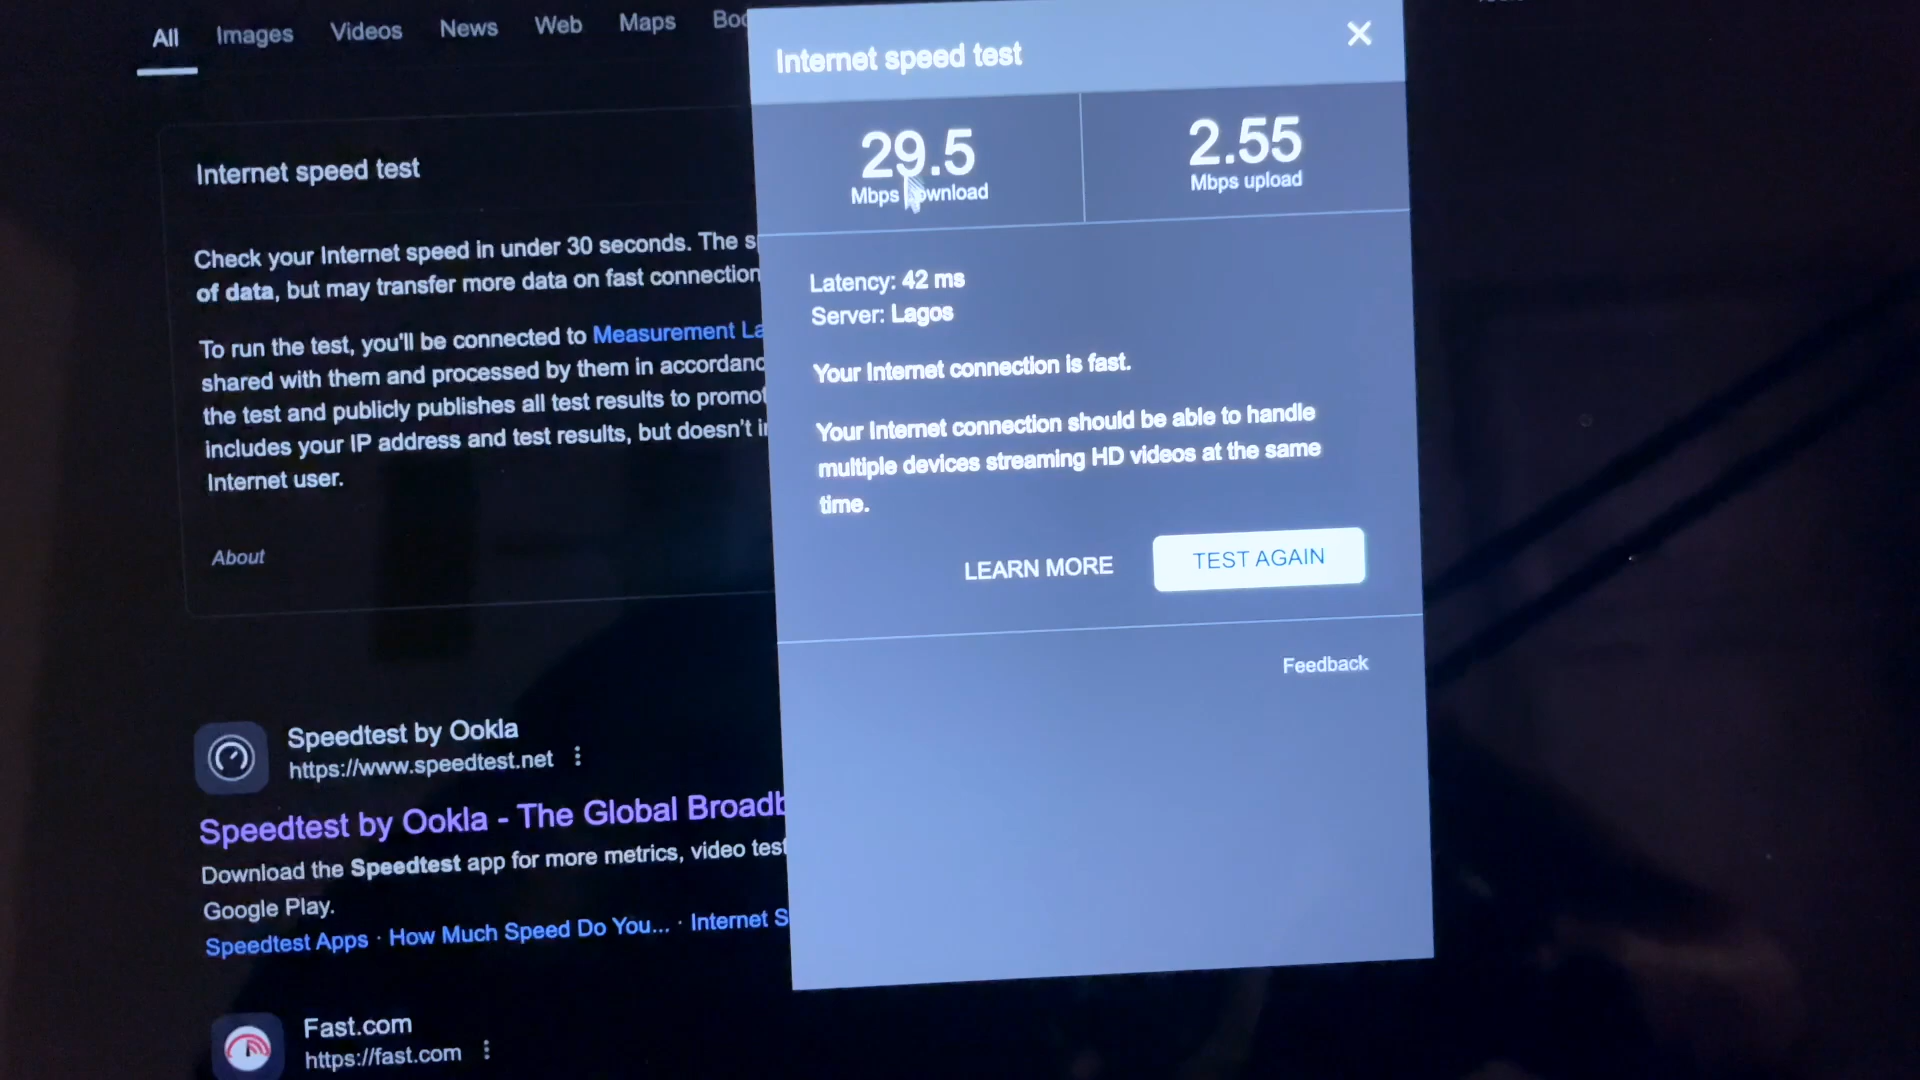 All Images Videos News Web Maps
Internet speed test
Check your Internet speed in under 30 seconds. The
of data, but may transfer more data on fast connection
To run the test, you'll be connected to Measurement
shared with them and processed by them in
the test and publicly publishes all test results to
includes your IP address and test results, but doesn't
Internet user.
About
Speedtest by Ookla
https://www.speedtest.net
Speedtest by Ookla - The Global
Download the Speedtest app for more metrics, video test
Google Play.
Speedtest Apps · How Much Speed Do You... · Internet S
Fast.com
https://fast.com
Internet speed test
29.5
Mbps download
2.55
Mbps upload
Latency: 42 ms
Server: Lagos
Your Internet connection is fast.
Your Internet connection should be able to handle
multiple devices streaming HD videos at the same
time.
LEARN MORE
TEST AGAIN
Feedback